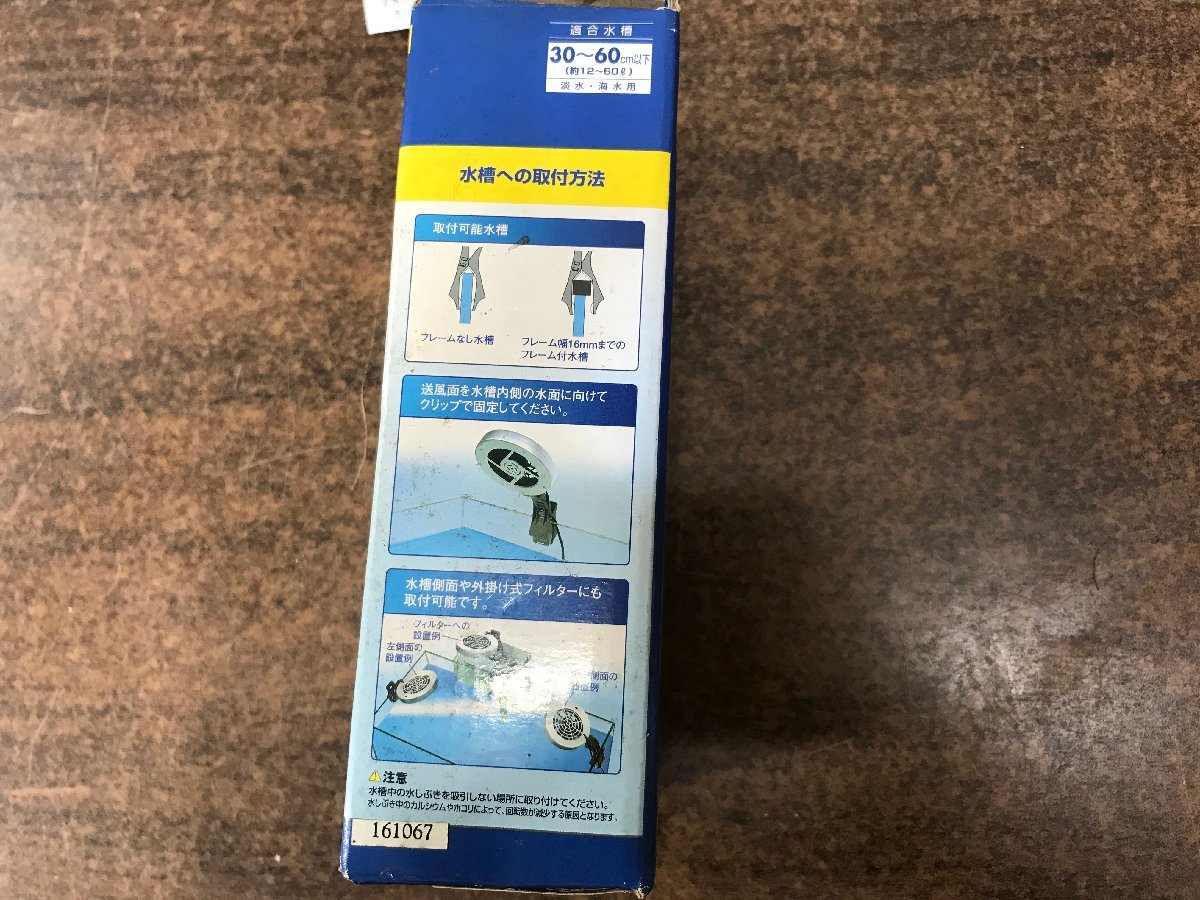 適合水槽
30～60cm以下
(約12～60ℓ)
淡水・海水用
水槽への取付方法
取付可能水槽
フレームなし水槽
フレーム幅16mmまでの
フレーム付水槽
送風面を水槽内側の水面に向けて
クリップで固定してください。
水槽側面や外掛け式フィルターにも
取付可能です。
フィルターへの
設置例
左側面の
設置例
側面の
置例
注意
水槽中の水しぶきを吸引しない場所に取り付けてください。
水しぶき中のカルシウムやホコリによって、回転数が減少する原因となります。
161067